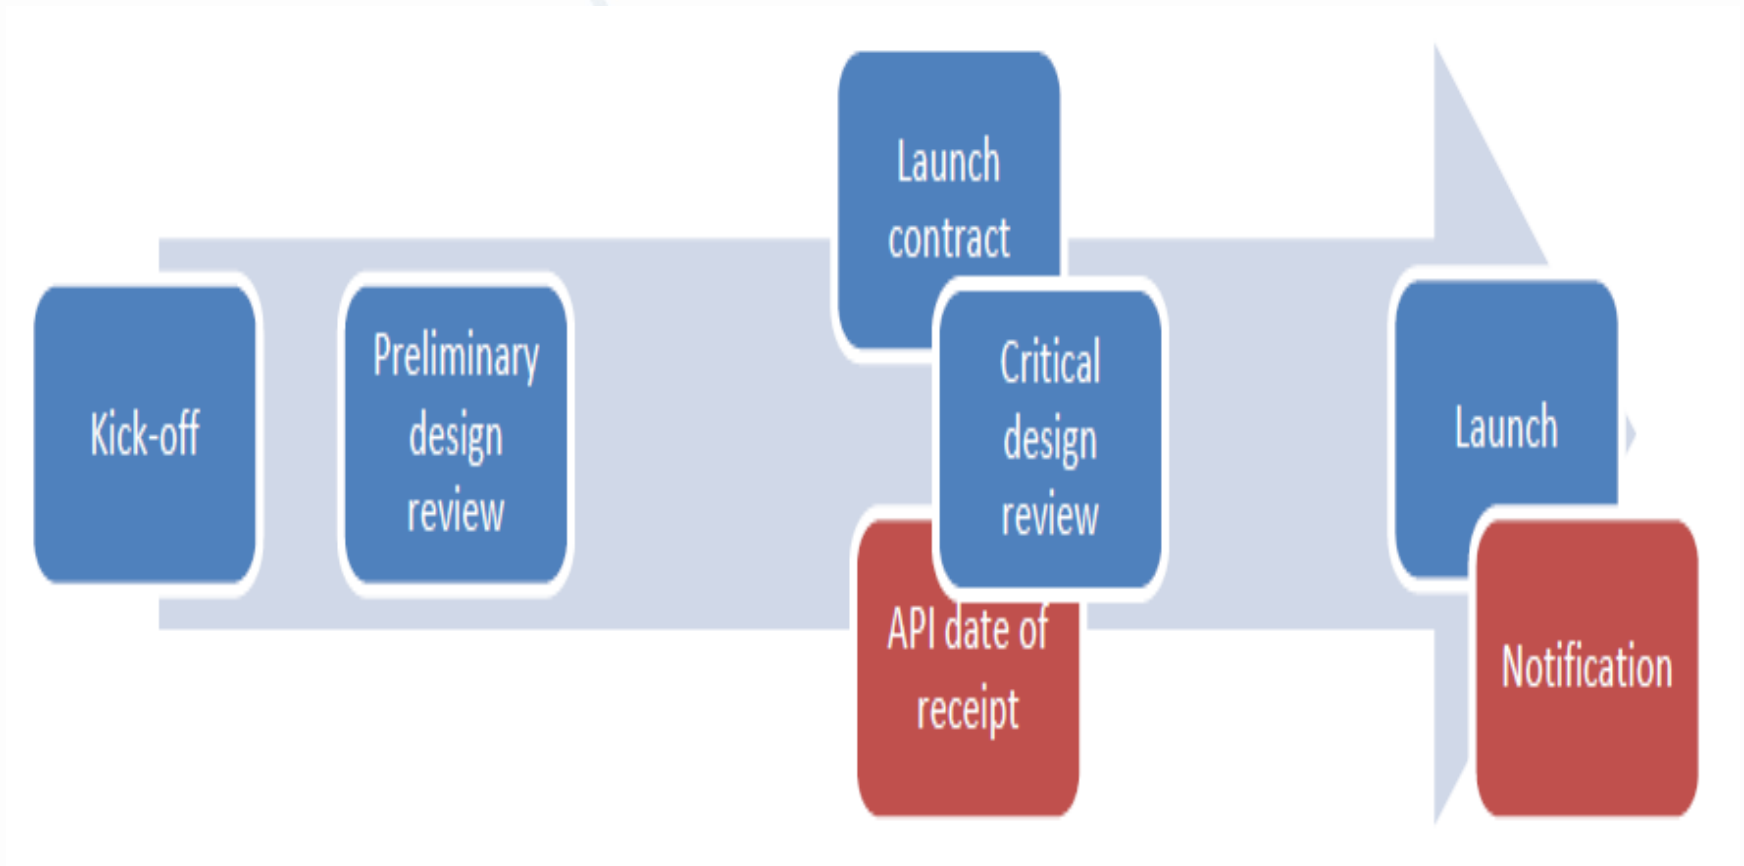 Kick-off
Preliminary
design
review
Launch
contract
Critical
design
review
API date of
receipt
Launch
Notification